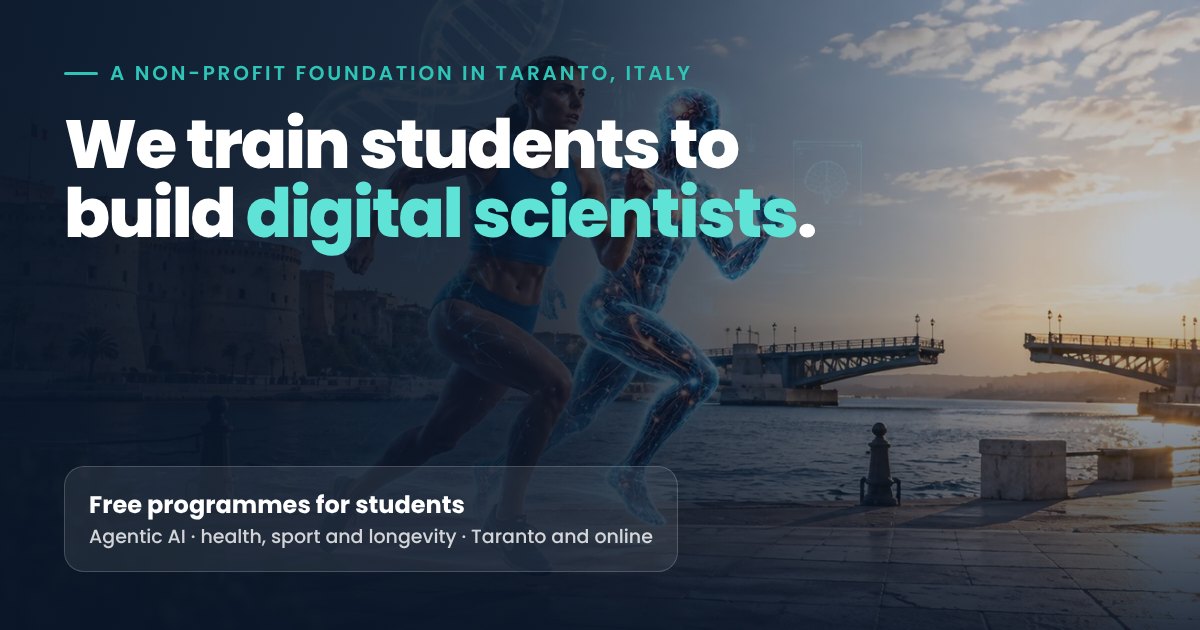 A NON-PROFIT FOUNDATION IN TARANTO, ITALY
We train students to
build digital scientists.
Free programmes for students
Agentic AI · health, sport and longevity · Taranto and online